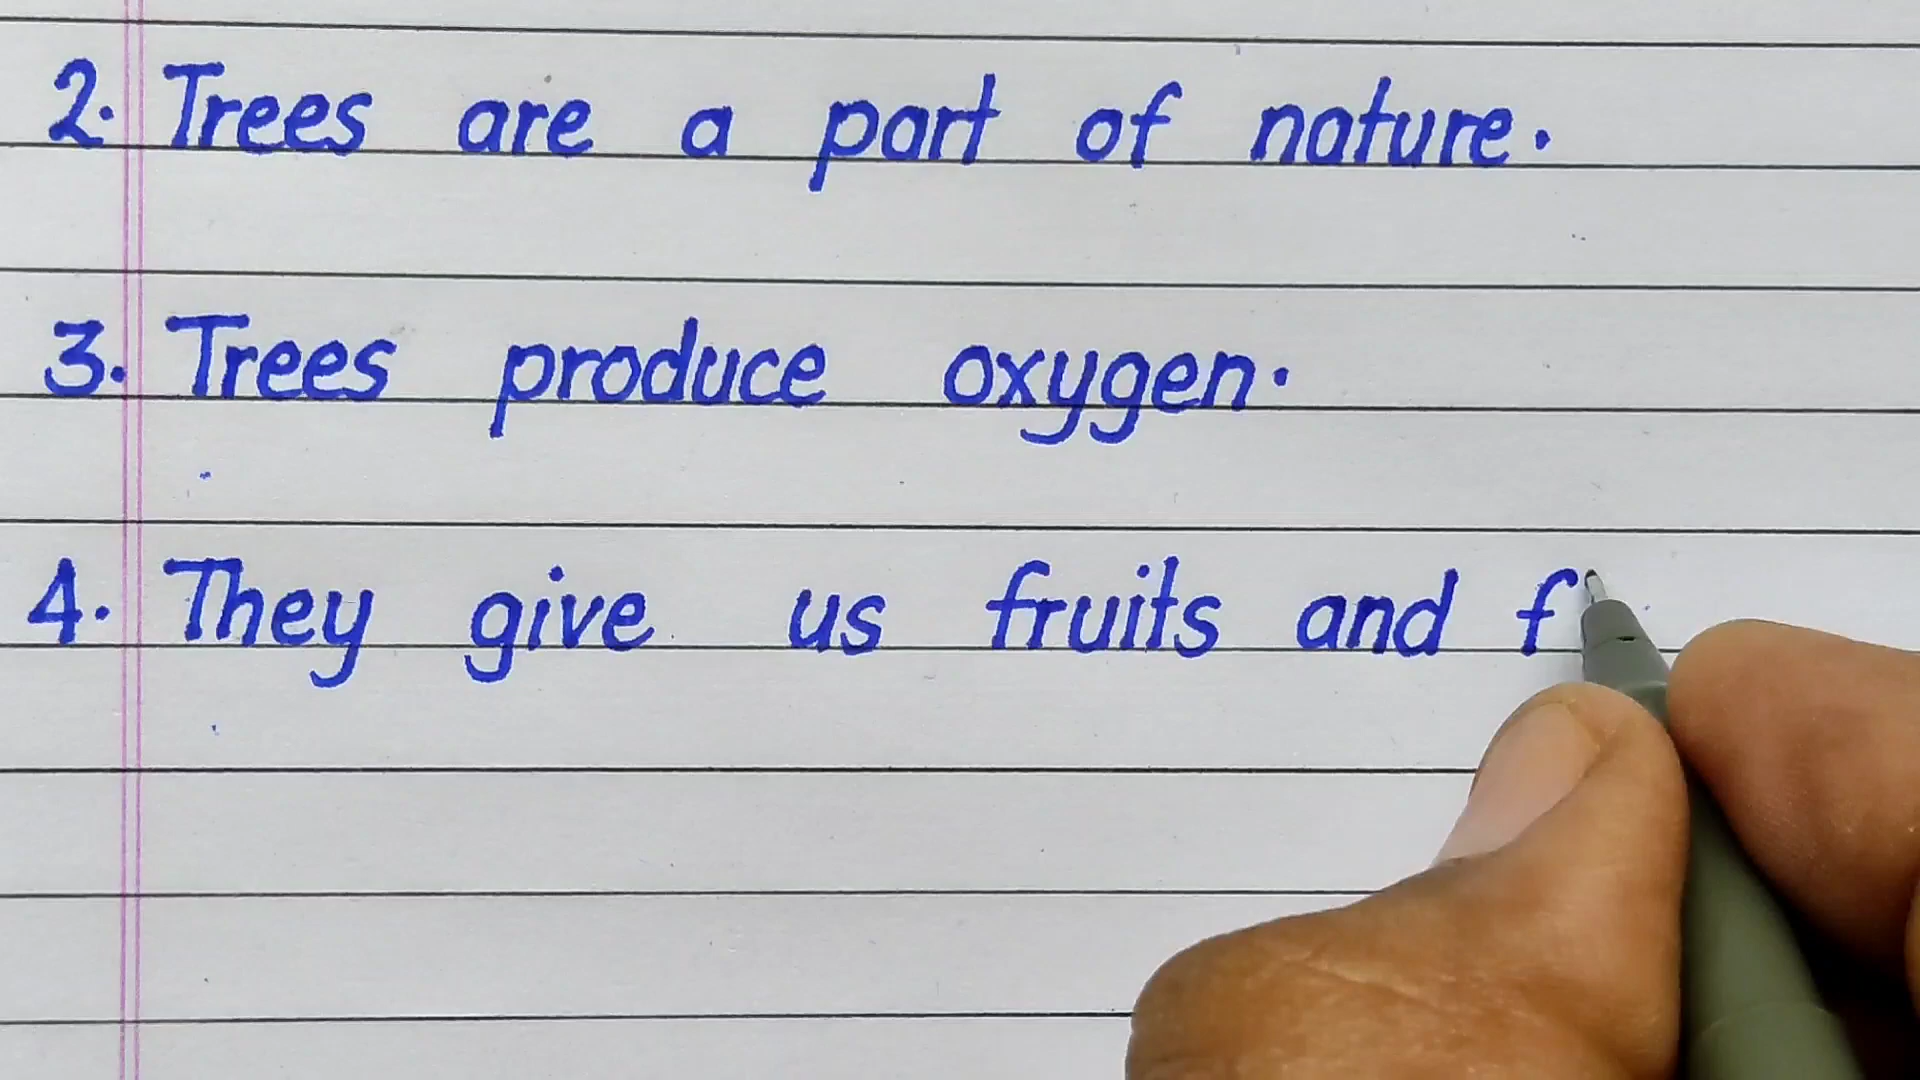 2. Trees are a part of nature.
3. Trees produce oxygen.
4. They give us fruits and f